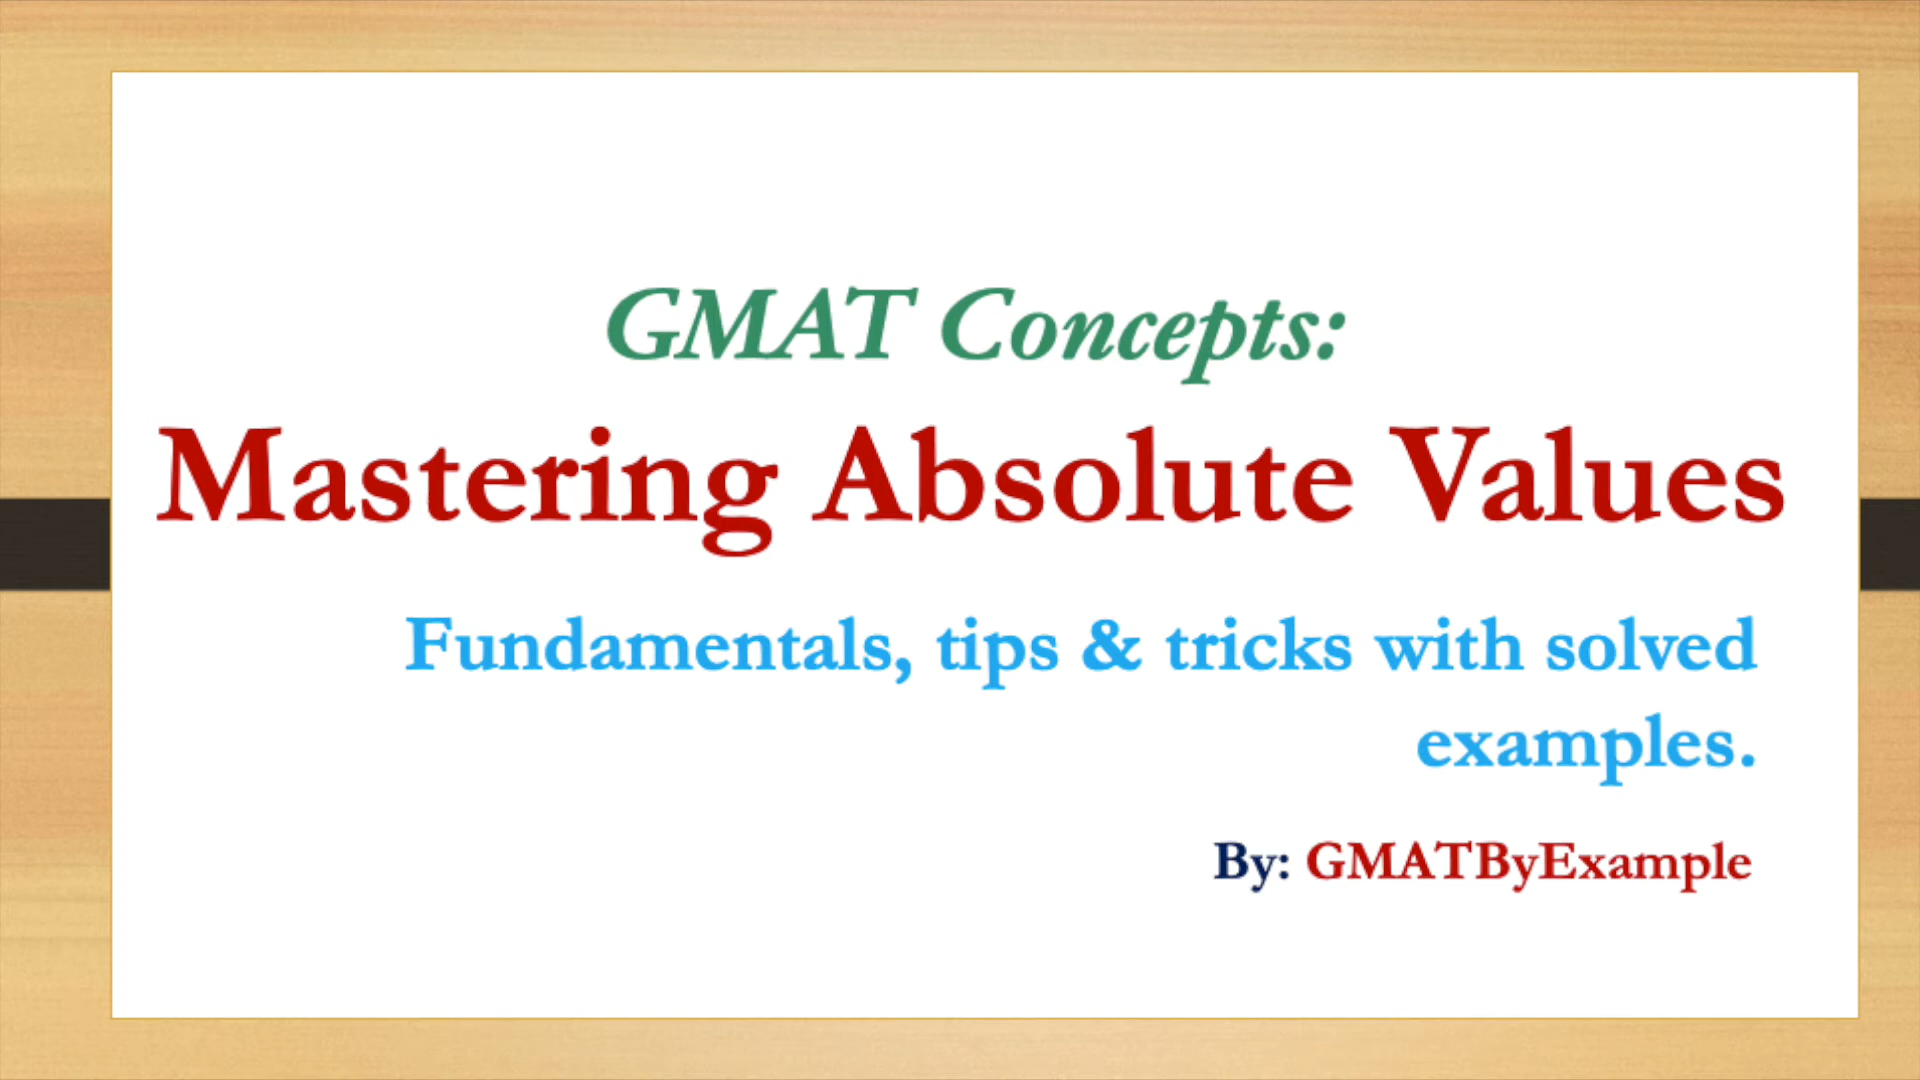 GMAT Concepts:
Mastering Absolute Values
Fundamentals, tips & tricks with solved
examples.
By: GMATByExample